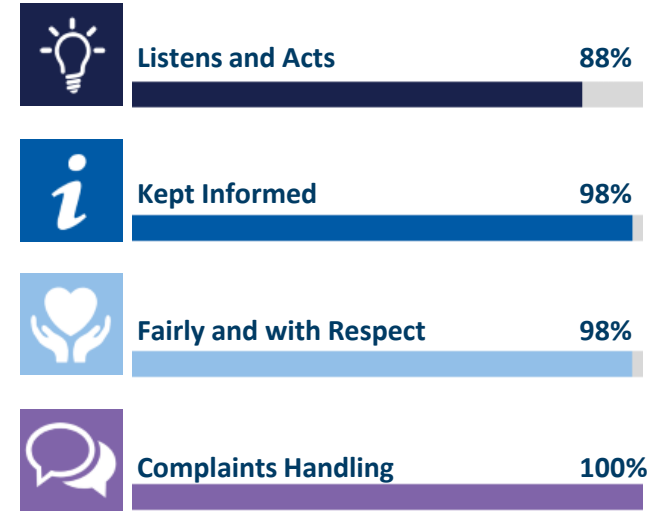 Listens and Acts 88%
Kept Informed 98%
Fairly and with Respect 98%
Complaints Handling 100%